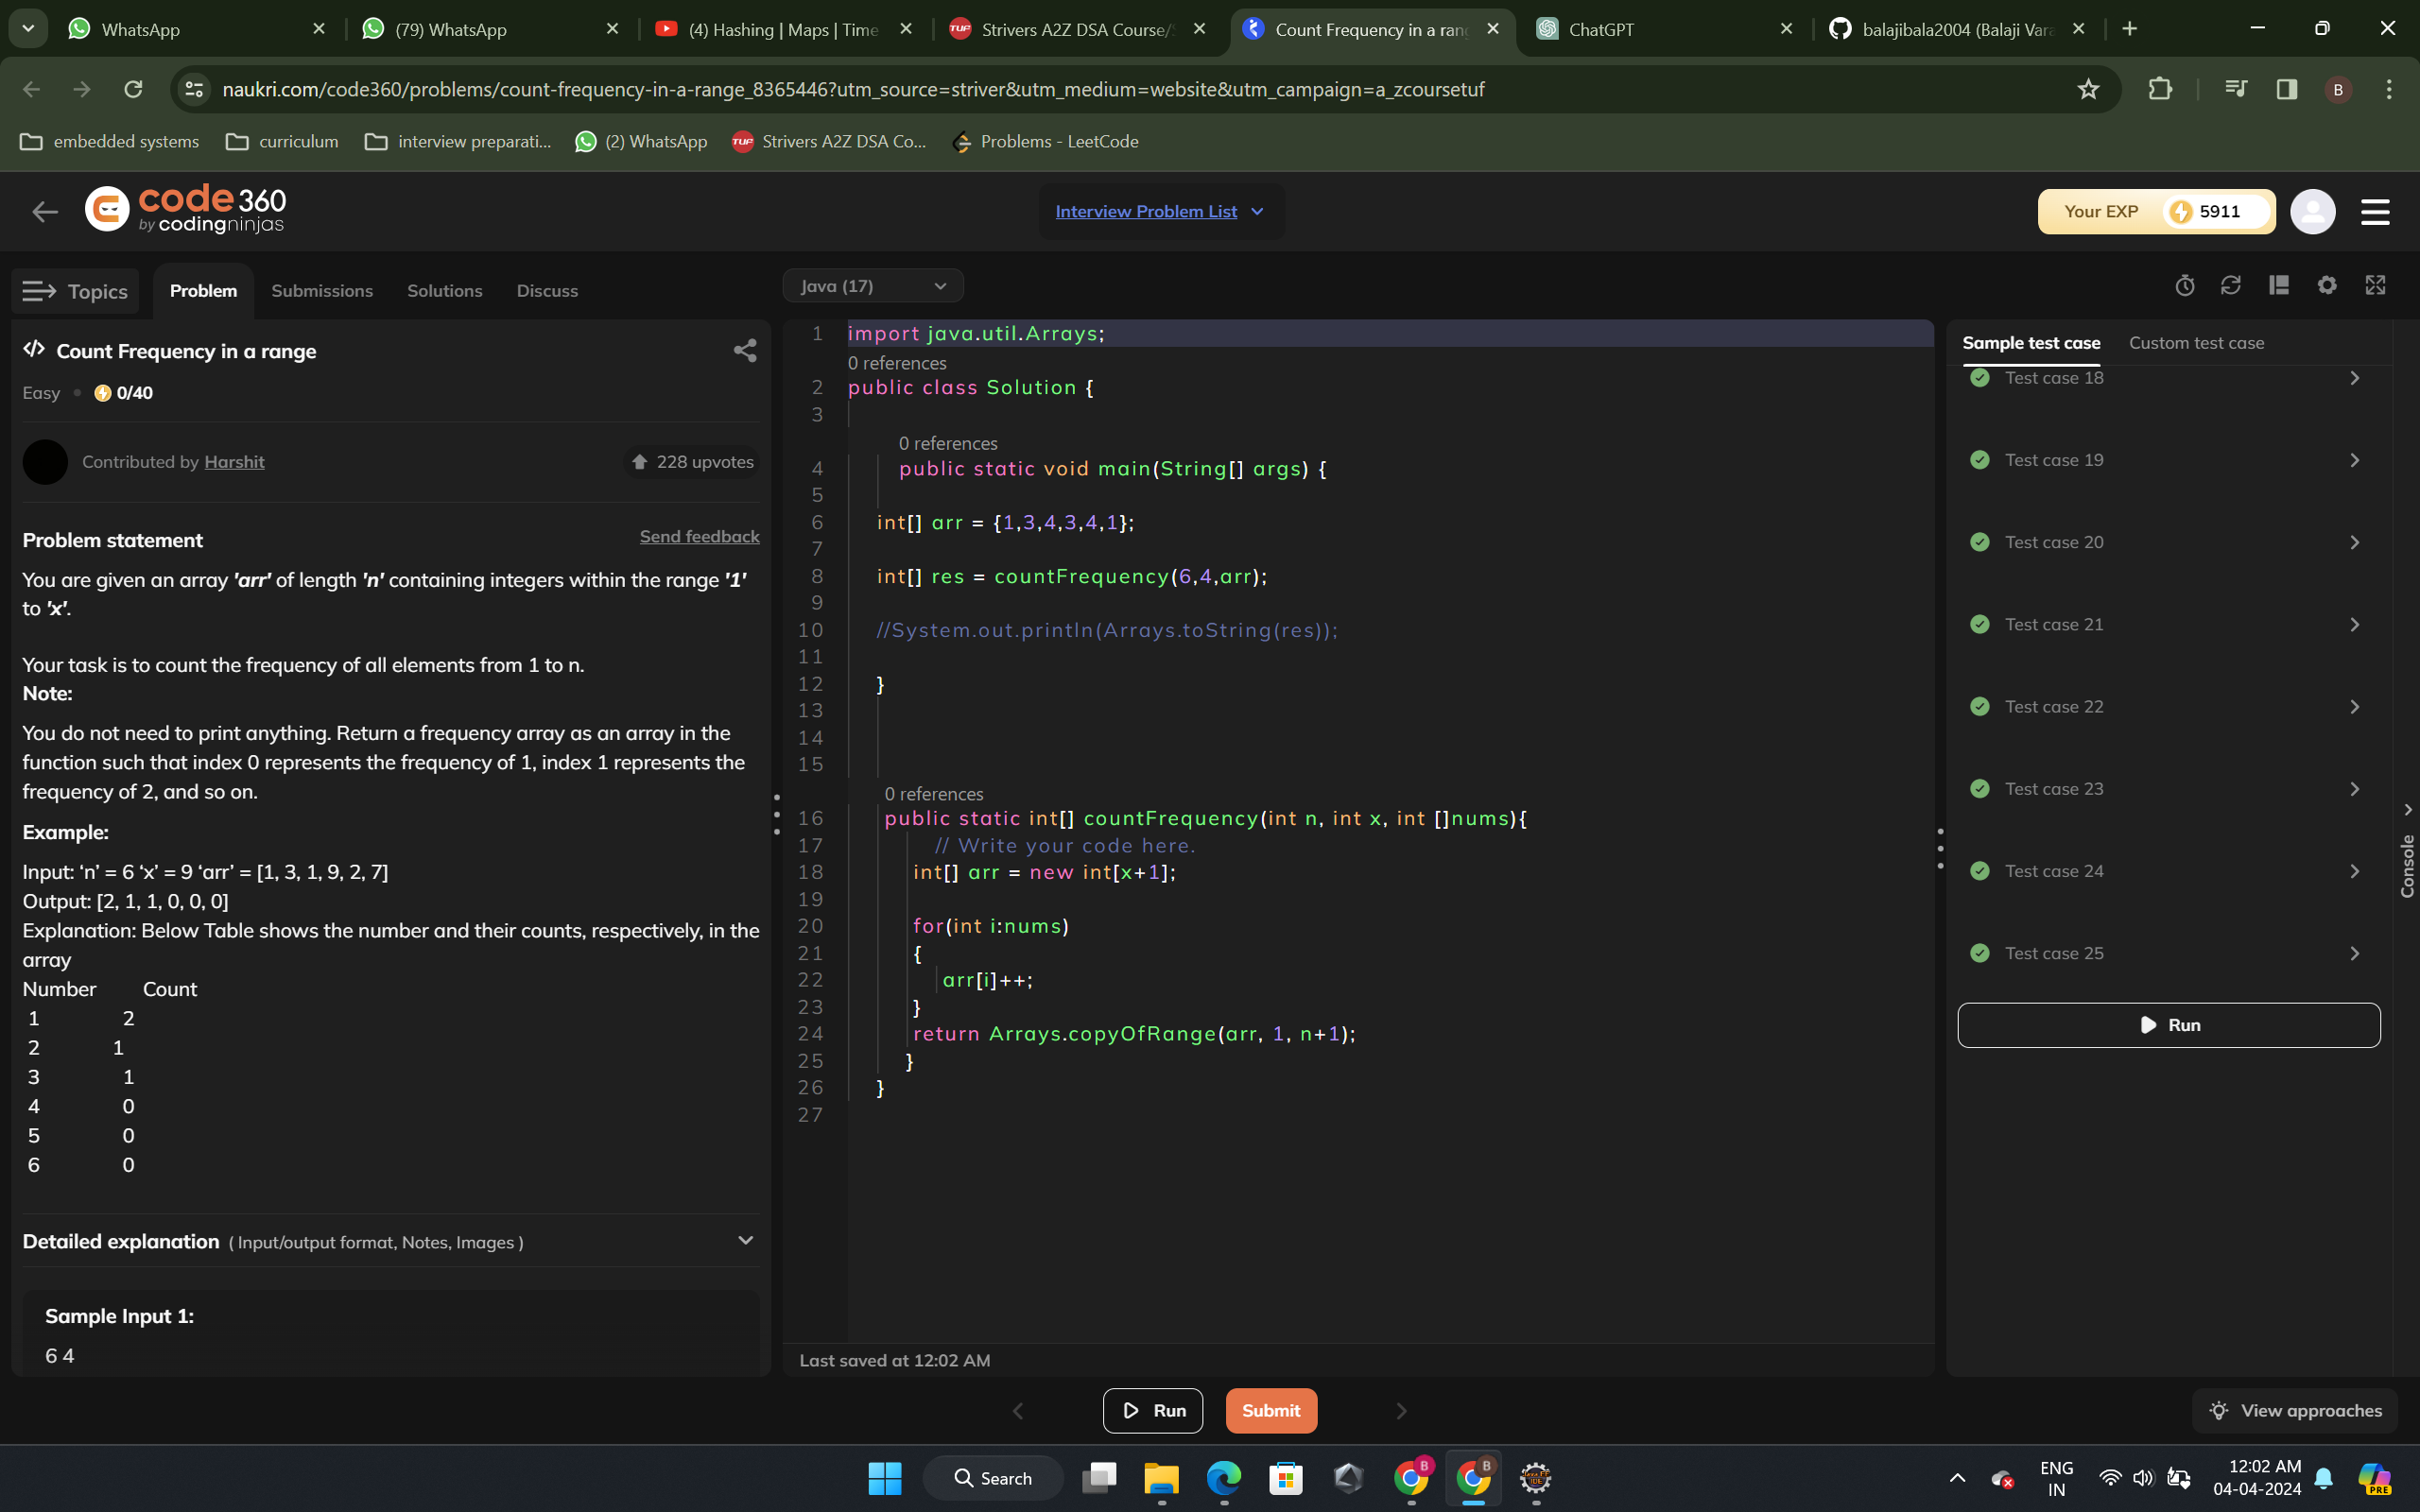 WhatsApp
(79) WhatsApp
(4) Hashing | Maps | Time
Strivers A2Z DSA Course/
Count Frequency in a rang
ChatGPT
balajibala2004 (Balaji Vara
naukri.com/code360/problems/count-frequency-in-a-range_8365446?utm_source=striver&utm_medium=website&utm_campaign=a_zcoursetuf
B
embedded systems
curriculum
interview preparati...
(2) WhatsApp
Strivers A2Z DSA Co...
Problems - LeetCode
code 360
by codingninjas
Interview Problem List
Your EXP
5911
Topics
Problem
Submissions
Solutions
Discuss
Java (17)
Count Frequency in a range
Easy
0/40
Contributed by Harshit
228 upvotes
Problem statement
Send feedback
You are given an array 'arr' of length 'n' containing integers within the range '1'
to 'x'.
Your task is to count the frequency of all elements from 1 to n.
Note:
You do not need to print anything. Return a frequency array as an array in the
function such that index 0 represents the frequency of 1, index 1 represents the
frequency of 2, and so on.
Example:
Input: ‘n’ = 6 ‘x’ = 9 ‘arr’ = [1, 3, 1, 9, 2, 7]
Output: [2, 1, 1, 0, 0, 0]
Explanation: Below Table shows the number and their counts, respectively, in the
array
Number Count
1 2
2 1
3 1
4 0
5 0
6 0
Detailed explanation ( Input/output format, Notes, Images )
Sample Input 1:
6 4
1 import java.util.Arrays;
0 references
2 public class Solution {
3
0 references
4 public static void main(String[] args) {
5
6 int[] arr = {1,3,4,3,4,1};
7
8 int[] res = countFrequency(6,4,arr);
9
10 //System.out.println(Arrays.toString(res));
11
12 }
13
14
15
0 references
16 public static int[] countFrequency(int n, int x, int []nums){
17 // Write your code here.
18 int[] arr = new int[x+1];
19
20 for(int i:nums)
21 {
22 arr[i]++;
23 }
24 return Arrays.copyOfRange(arr, 1, n+1);
25 }
26 }
27
Last saved at 12:02 AM
Sample test case
Custom test case
Test case 18
Test case 19
Test case 20
Test case 21
Test case 22
Test case 23
Test case 24
Test case 25
Run
Console
Run
Submit
View approaches
Search
B
B
ENG
IN
12:02 AM
04-04-2024
PRE